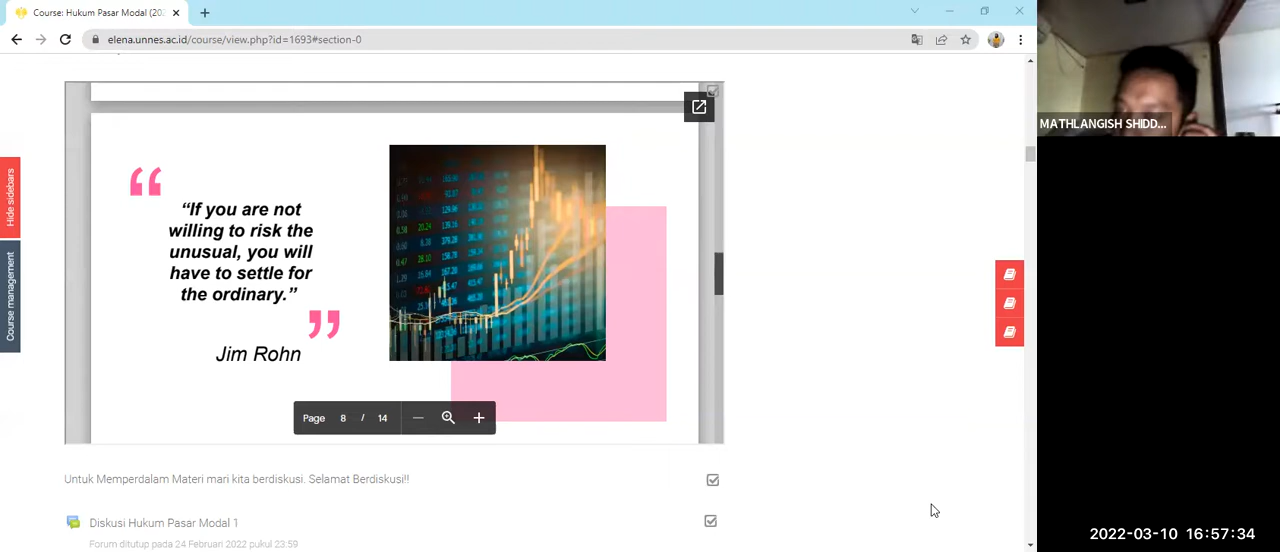 Course: Hukum Pasar Modal (20
elena.unnes.ac.id/course/view.php?id=1693#section-0
MATHLANGISH SHIDD...
Hide sidebars
Course management
“If you are not
willing to risk the
unusual, you will
have to settle for
the ordinary.”
Jim Rohn
Page 8 / 14
Untuk Memperdalam Materi mari kita berdiskusi. Selamat Berdiskusi!!
Diskusi Hukum Pasar Modal 1
Forum ditutup pada 24 Februari 2022 pukul 23:59
2022-03-10 16:57:34